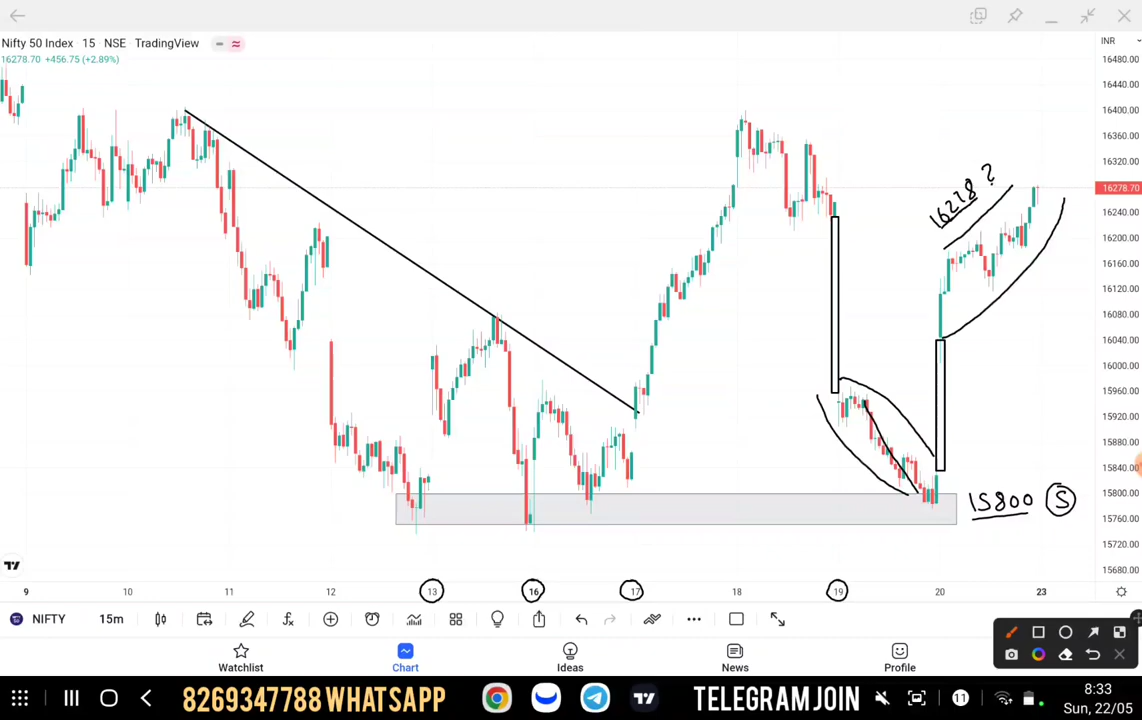 Nifty 50 Index 15 NSE TradingView
16278.70 +456.75 (+2.89%)
INR
16480.00
16440.00
16400.00
16360.00
16320.00
16278.70
16240.00
16200.00
16160.00
16120.00
16080.00
16040.00
16000.00
15960.00
15920.00
15880.00
15840.00
15800.00
15760.00
15720.00
15680.00
16278?
15800 S
9 10 11 12 13 16 17 18 19 20 23
NIFTY 15m
Watchlist Chart Ideas News Profile
8269347788 WHATSAPP TELEGRAM JOIN 11 8:33
Sun, 22/05